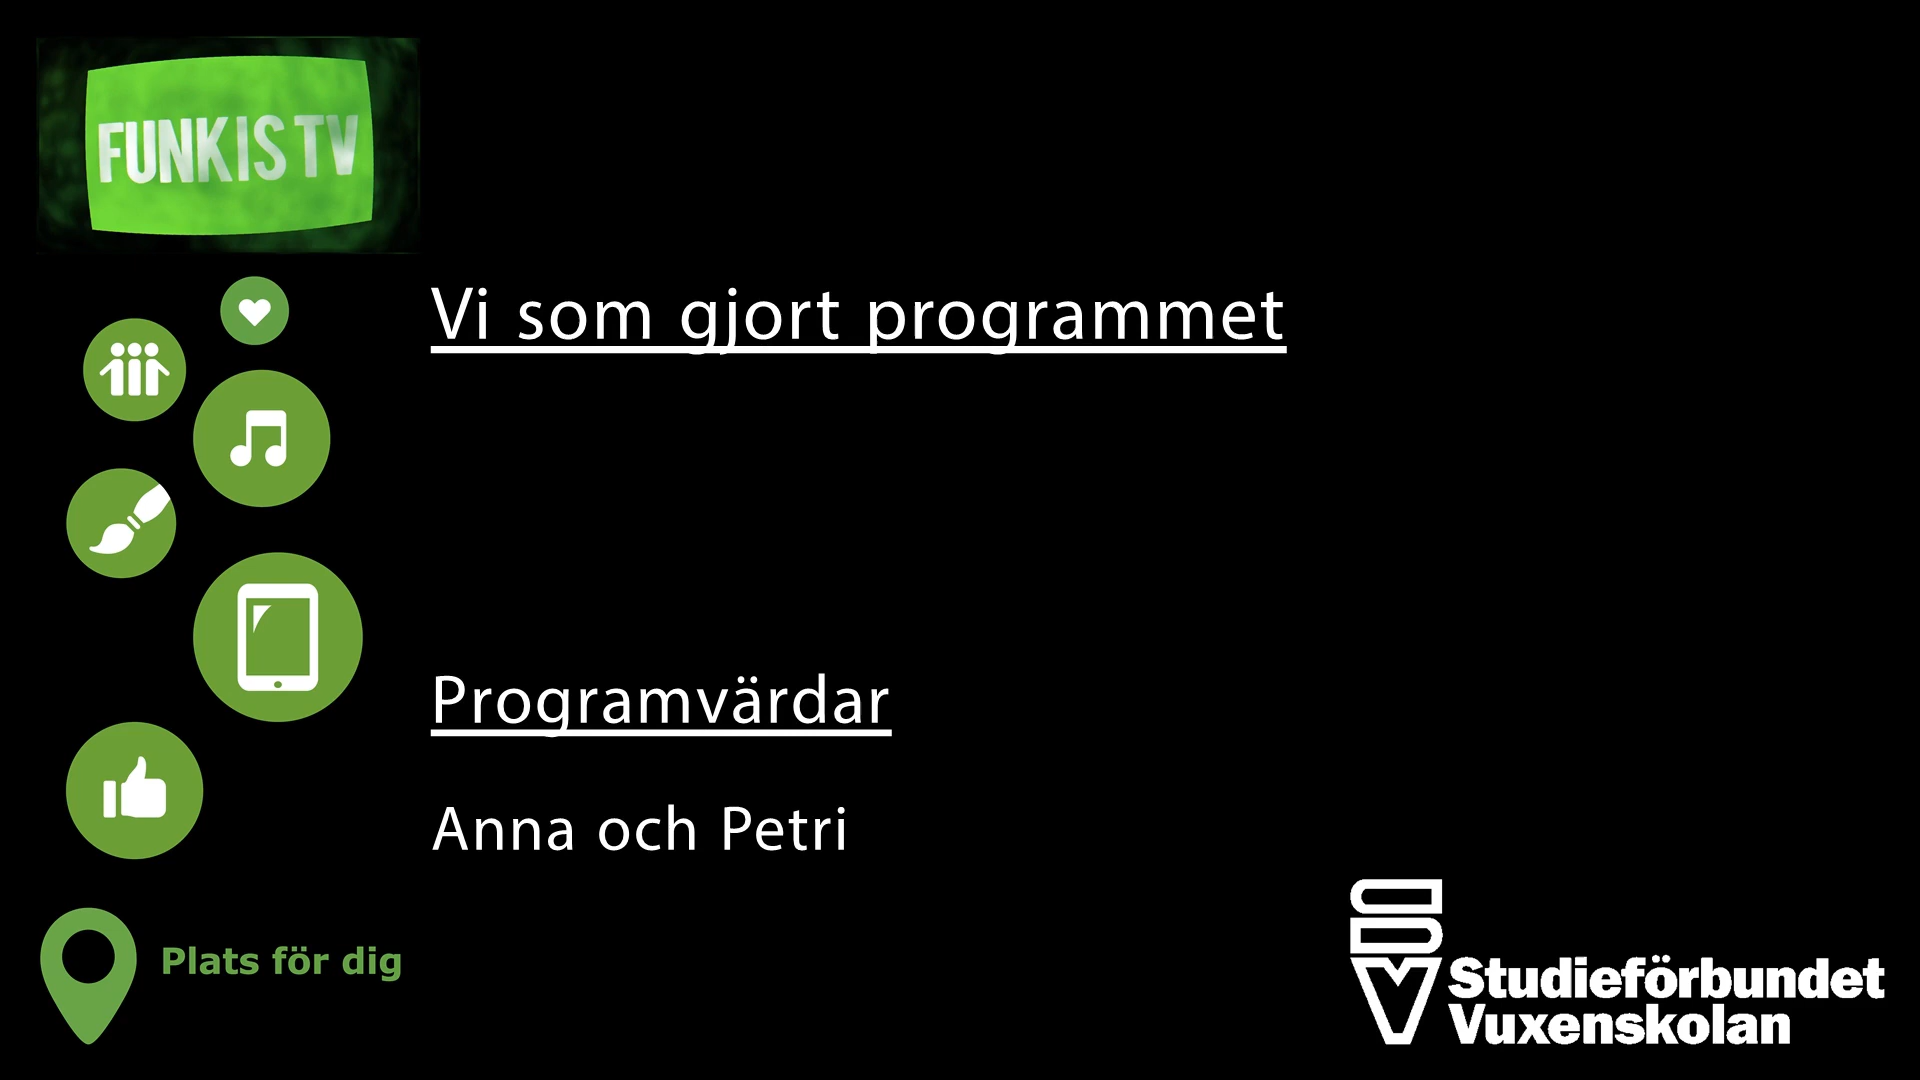 FUNKIS TV
Vi som gjort programmet
Programvärdar
Anna och Petri
Plats för dig
Studieförbundet
Vuxenskolan